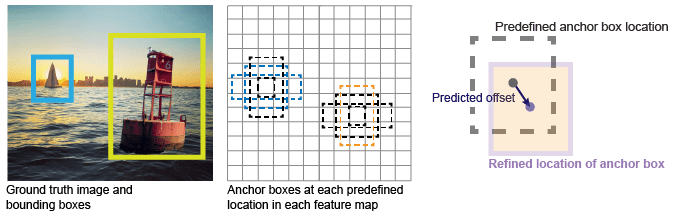 Ground truth image and
bounding boxes
Anchor boxes at each predefined
location in each feature map
Predefined anchor box location
Predicted offset
Refined location of anchor box